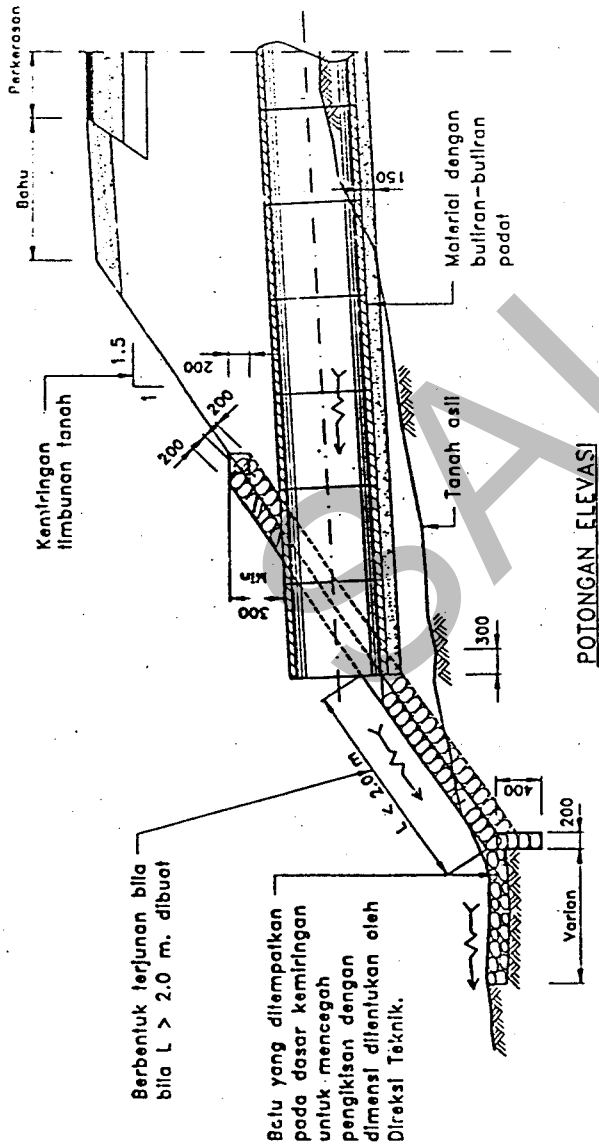 Perkerasan
Bahu
1.5
1
Kemiringan
timbunan tanah
200
200
200
300
Min
150
Material dengan
butiran-butiran
padat
Tanah asli
300
L < 2.0 m
400
200
Varian
Berbentuk terjunan bila
bila L > 2.0 m. dibuat
Batu yang ditempatkan
pada dasar kemiringan
untuk mencegah
pengikisan dengan
dimensi ditentukan oleh
Direksi Teknik.
POTONGAN ELEVASI
SAL